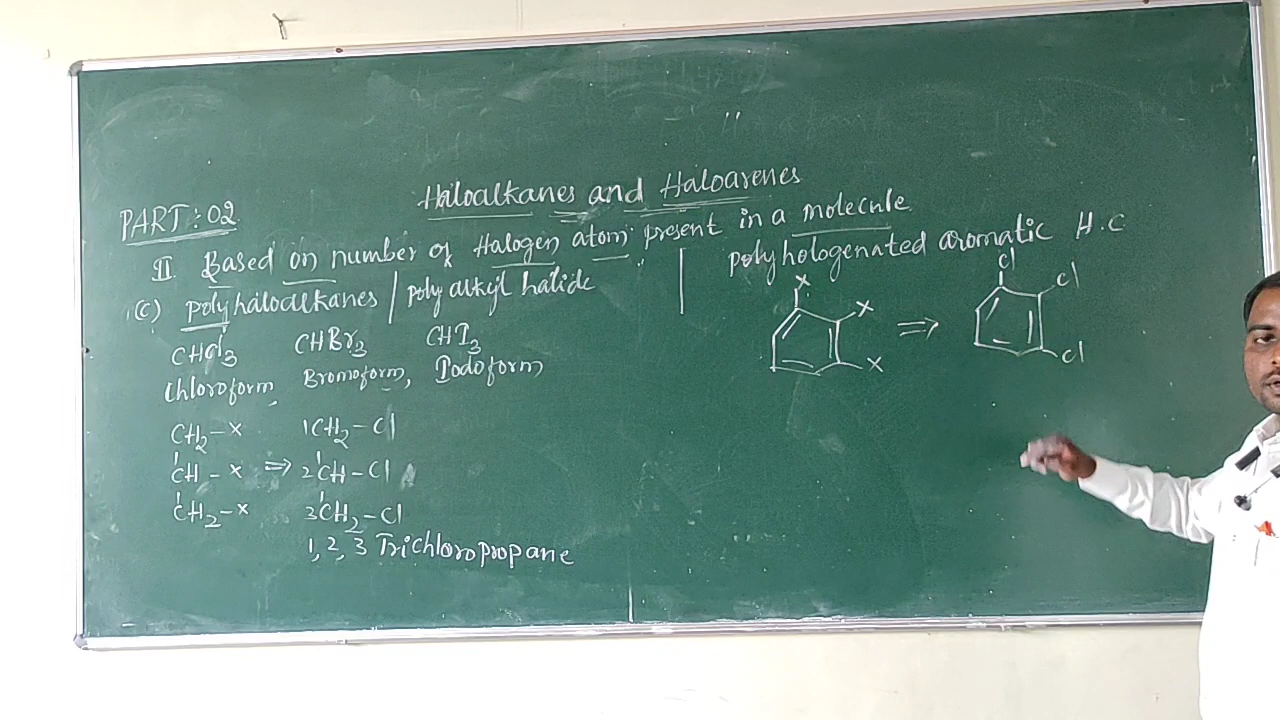 Haloalkanes and Haloarenes
PART:02
II. Based on number of Halogen atom present in a molecule
(C) polyhaloalkanes / poly alkyl halide
CHCl3 CHBr3 CHI3
Chloroform, Bromoform, Iodoform
CH2-X 1CH2-Cl
CH-X ⇒ 2CH-Cl
CH2-X 3CH2-Cl
1,2,3 Trichloropropane
polyhologenated aromatic H.C
X Cl
X ⇒ Cl
X Cl